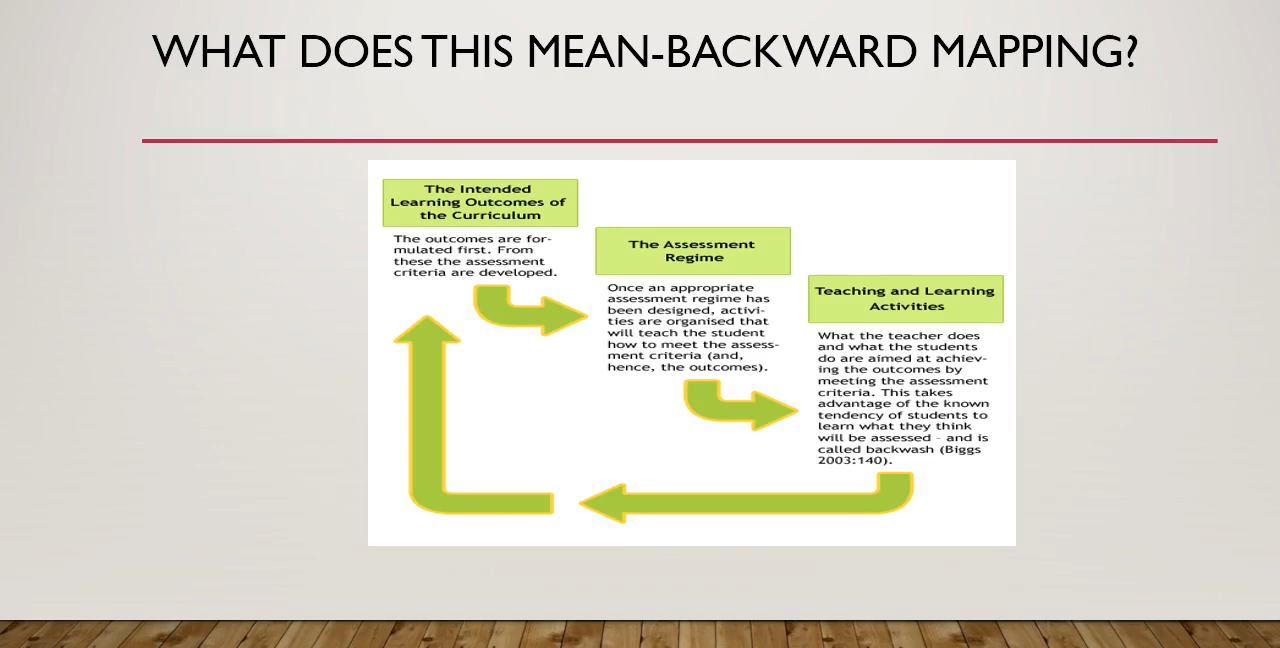 WHAT DOES THIS MEAN-BACKWARD MAPPING?
The Intended
Learning Outcomes of
the Curriculum
The outcomes are for-
mulated first. From
these the assessment
criteria are developed.
The Assessment
Regime
Once an appropriate
assessment regime has
been designed, activi-
ties are organised that
will teach the student
how to meet the assess-
ment criteria (and,
hence, the outcomes).
Teaching and Learning
Activities
What the teacher does
and what the students
do are aimed at achiev-
ing the outcomes by
meeting the assessment
criteria. This takes
advantage of the known
tendency of students to
learn what they think
will be assessed - and is
called backwash (Biggs
2003:140).